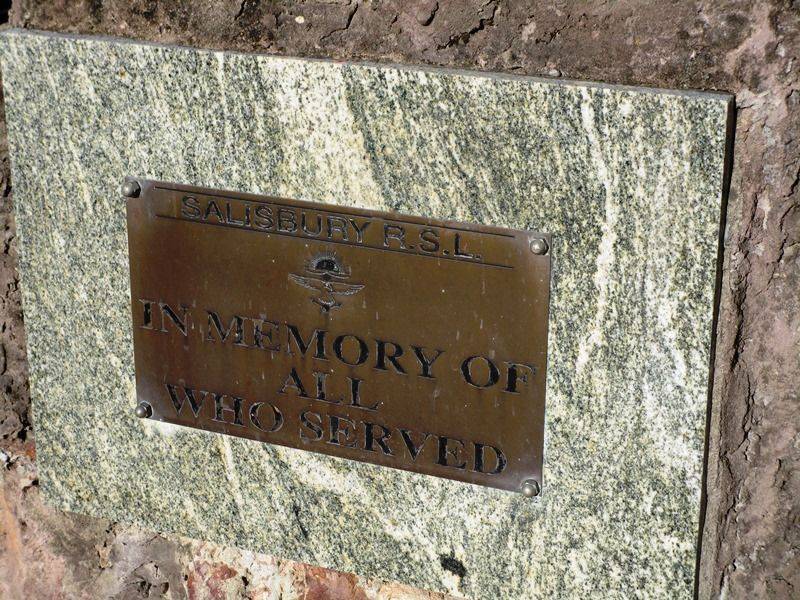 SALISBURY R.S.L.
IN MEMORY OF
ALL
WHO SERVED